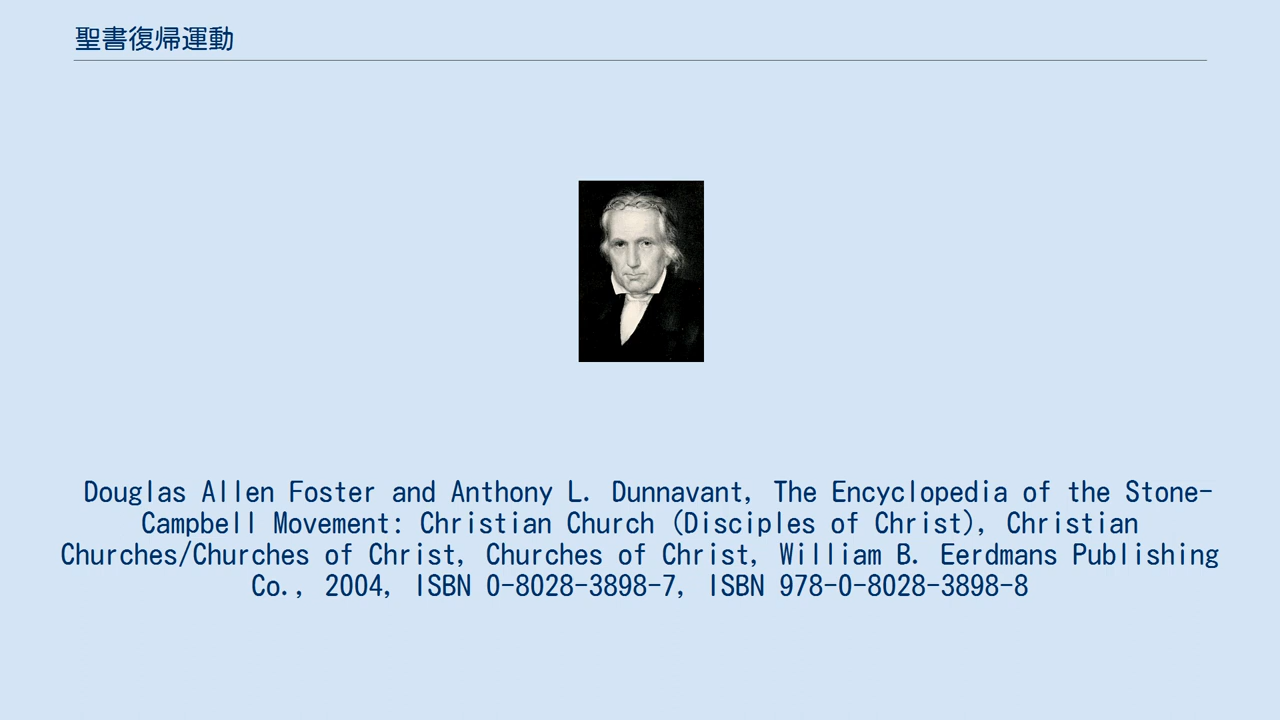 聖書復帰運動
Douglas Allen Foster and Anthony L. Dunnavant, The Encyclopedia of the Stone-
Campbell Movement: Christian Church (Disciples of Christ), Christian
Churches/Churches of Christ, Churches of Christ, William B. Eerdmans Publishing
Co., 2004, ISBN 0-8028-3898-7, ISBN 978-0-8028-3898-8